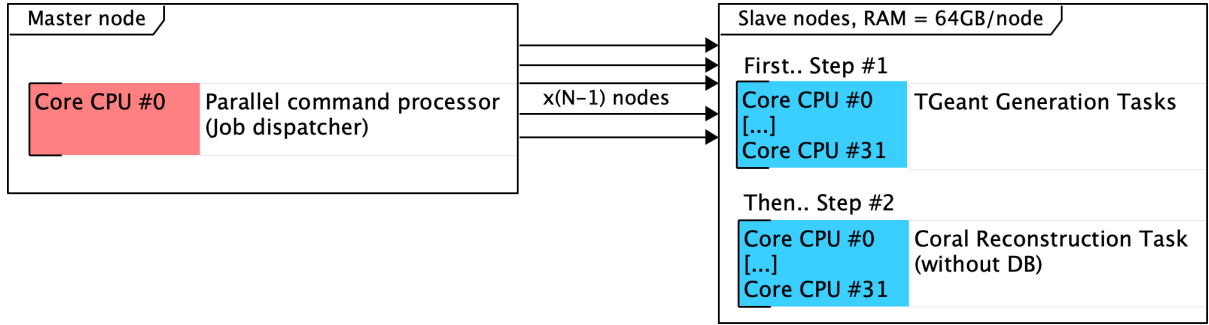 Master node
Core CPU #0
Parallel command processor
(Job dispatcher)
x(N-1) nodes
Slave nodes, RAM = 64GB/node
First.. Step #1
Core CPU #0
[...]
Core CPU #31
TGeant Generation Tasks
Then.. Step #2
Core CPU #0
[...]
Core CPU #31
Coral Reconstruction Task
(without DB)